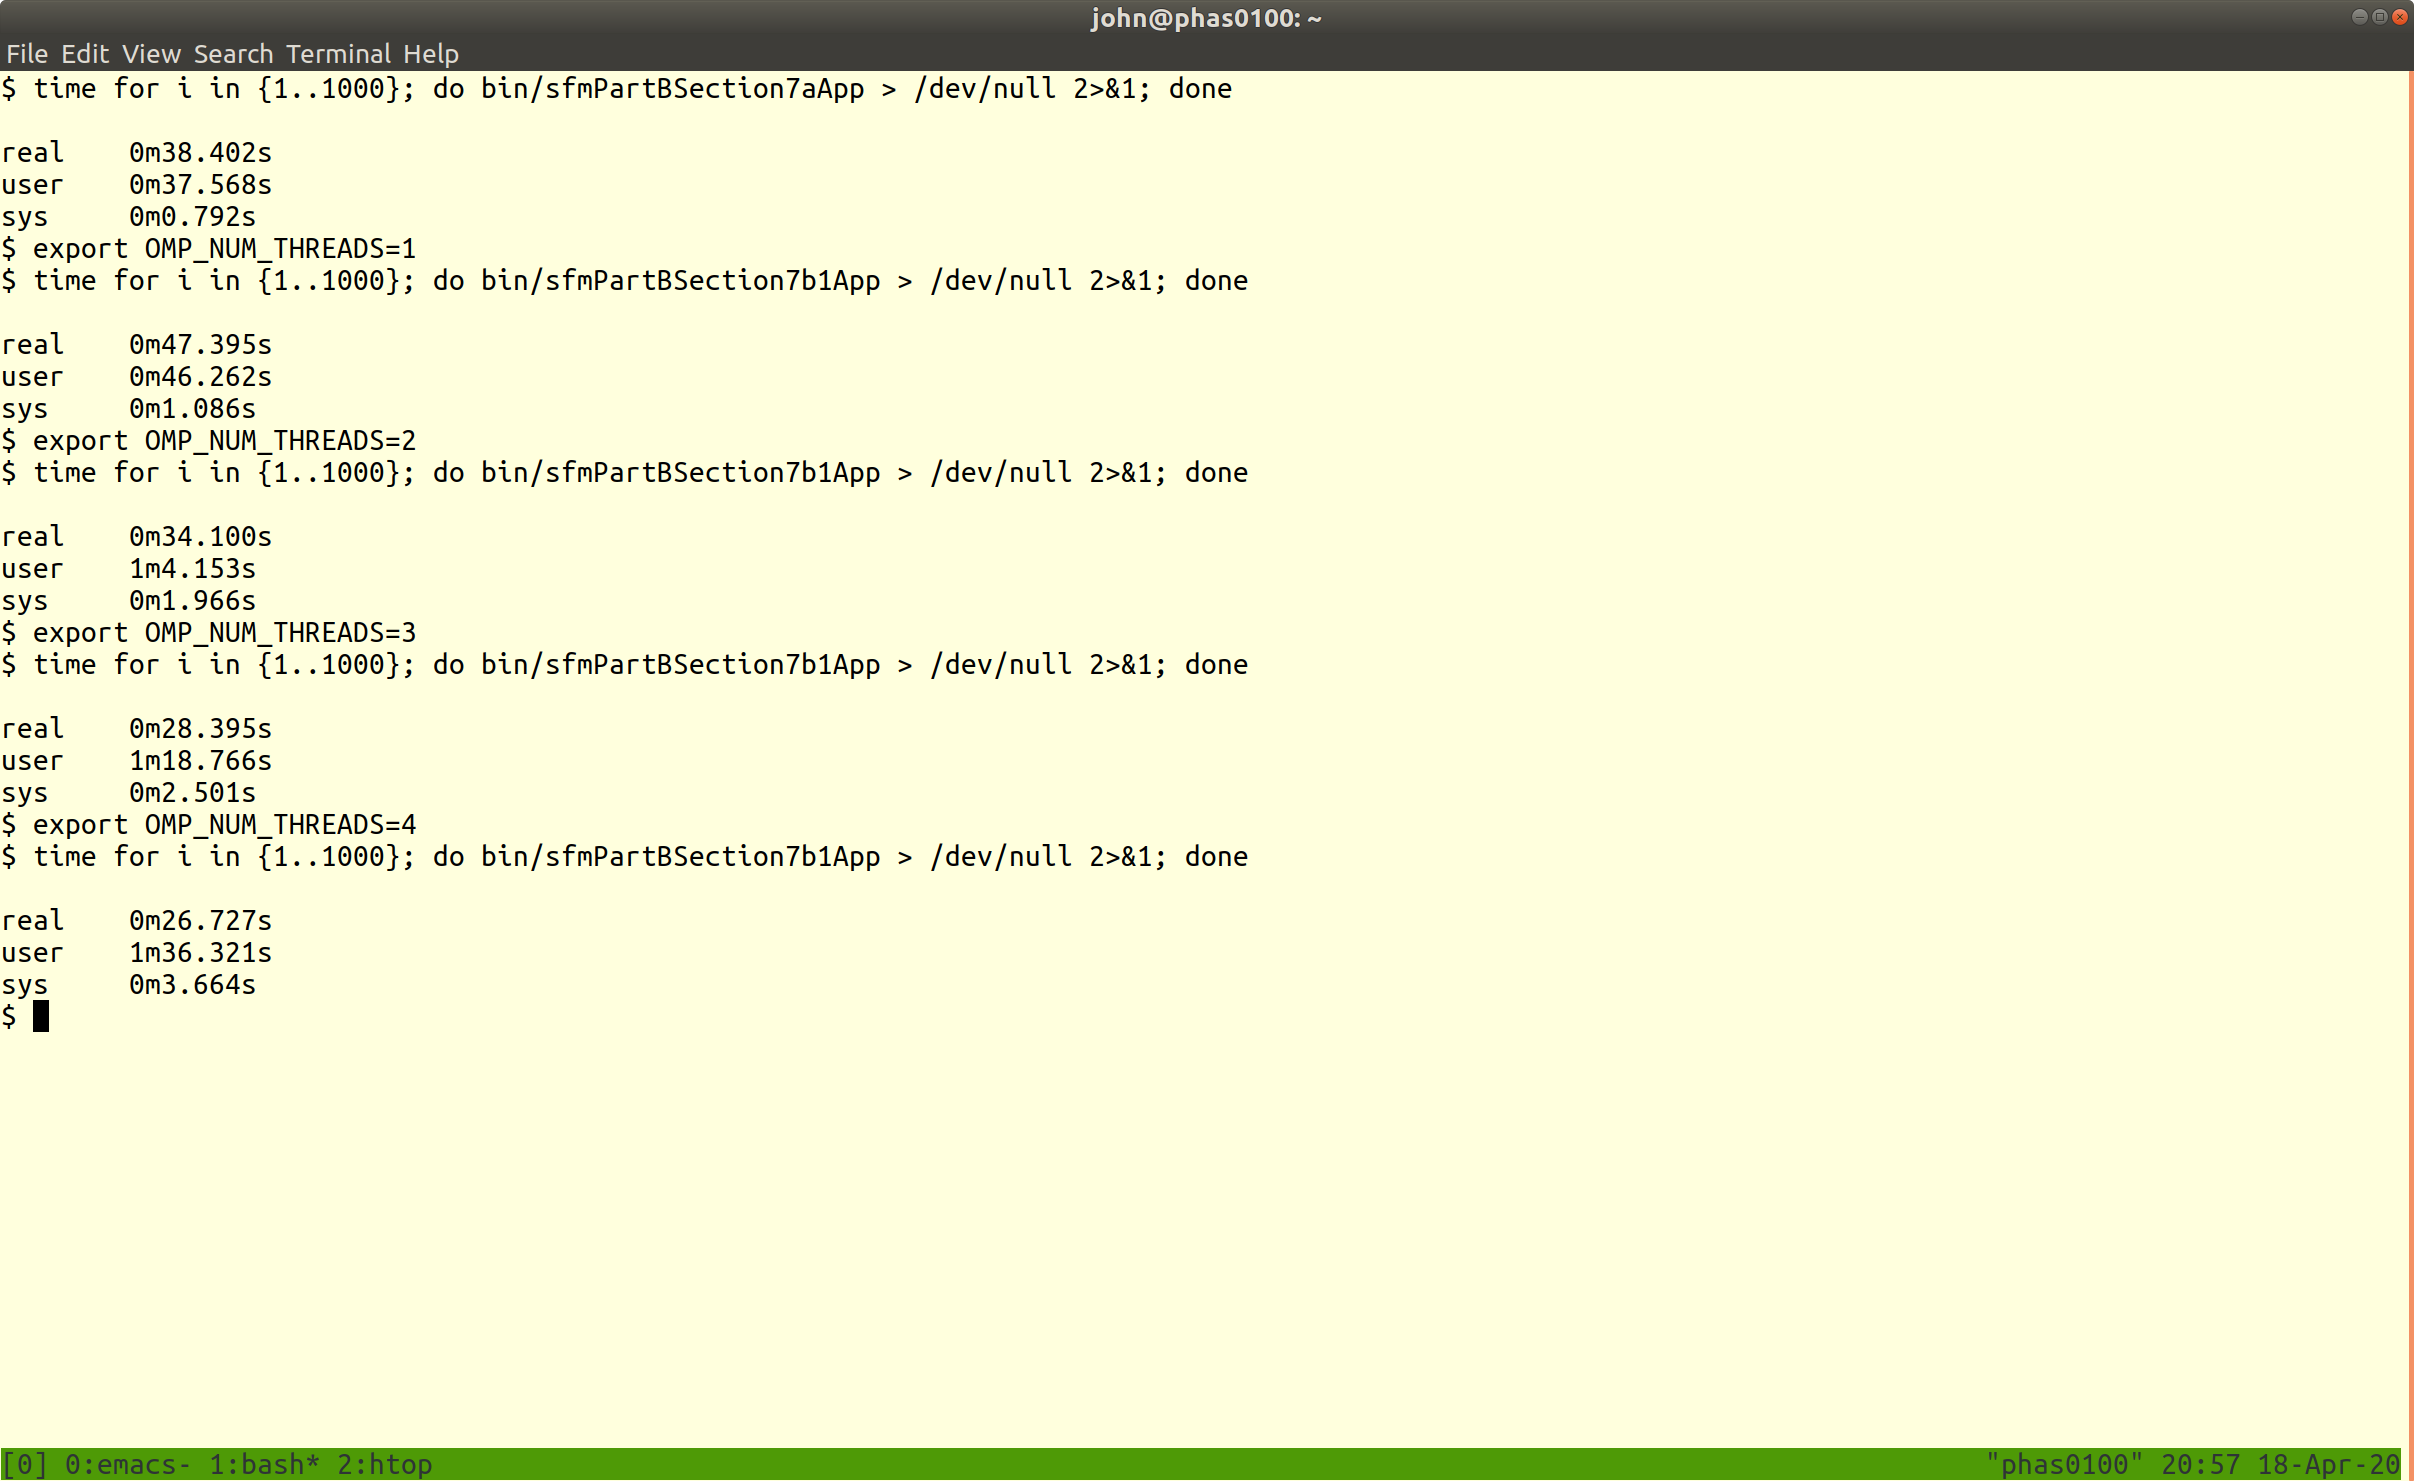 john@phas0100: ~
File Edit View Search Terminal Help
$ time for i in {1..1000}; do bin/sfmPartBSection7aApp > /dev/null 2>&1; done
real    0m38.402s
user    0m37.568s
sys     0m0.792s
$ export OMP_NUM_THREADS=1
$ time for i in {1..1000}; do bin/sfmPartBSection7b1App > /dev/null 2>&1; done
real    0m47.395s
user    0m46.262s
sys     0m1.086s
$ export OMP_NUM_THREADS=2
$ time for i in {1..1000}; do bin/sfmPartBSection7b1App > /dev/null 2>&1; done
real    0m34.100s
user    1m4.153s
sys     0m1.966s
$ export OMP_NUM_THREADS=3
$ time for i in {1..1000}; do bin/sfmPartBSection7b1App > /dev/null 2>&1; done
real    0m28.395s
user    1m18.766s
sys     0m2.501s
$ export OMP_NUM_THREADS=4
$ time for i in {1..1000}; do bin/sfmPartBSection7b1App > /dev/null 2>&1; done
real    0m26.727s
user    1m36.321s
sys     0m3.664s
$
[0] 0:emacs- 1:bash* 2:htop "phas0100" 20:57 18-Apr-20